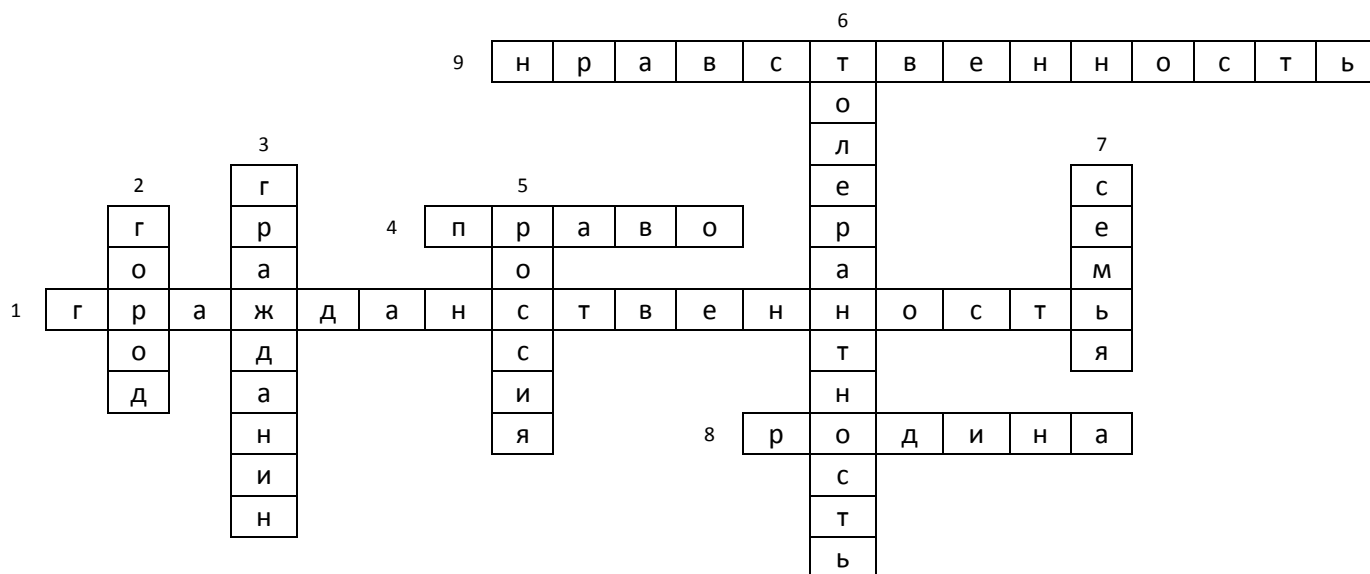 6
9 н р а в с т в е н н о с т ь
о
3 л 7
2 г 5 е с
г р 4 п р а в о р е
о а о а м
1 г р а ж д а н с т в е н н о с т ь
о д с т я
д а и н
н я 8 р о д и н а
и с
н т
ь